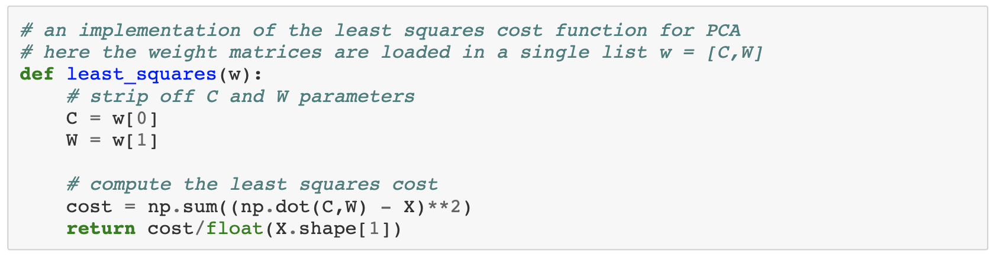 # an implementation of the least squares cost function for PCA
# here the weight matrices are loaded in a single list w = [C,W]
def least_squares(w):
    # strip off C and W parameters
    C = w[0]
    W = w[1]

    # compute the least squares cost
    cost = np.sum((np.dot(C,W) - X)**2)
    return cost/float(X.shape[1])